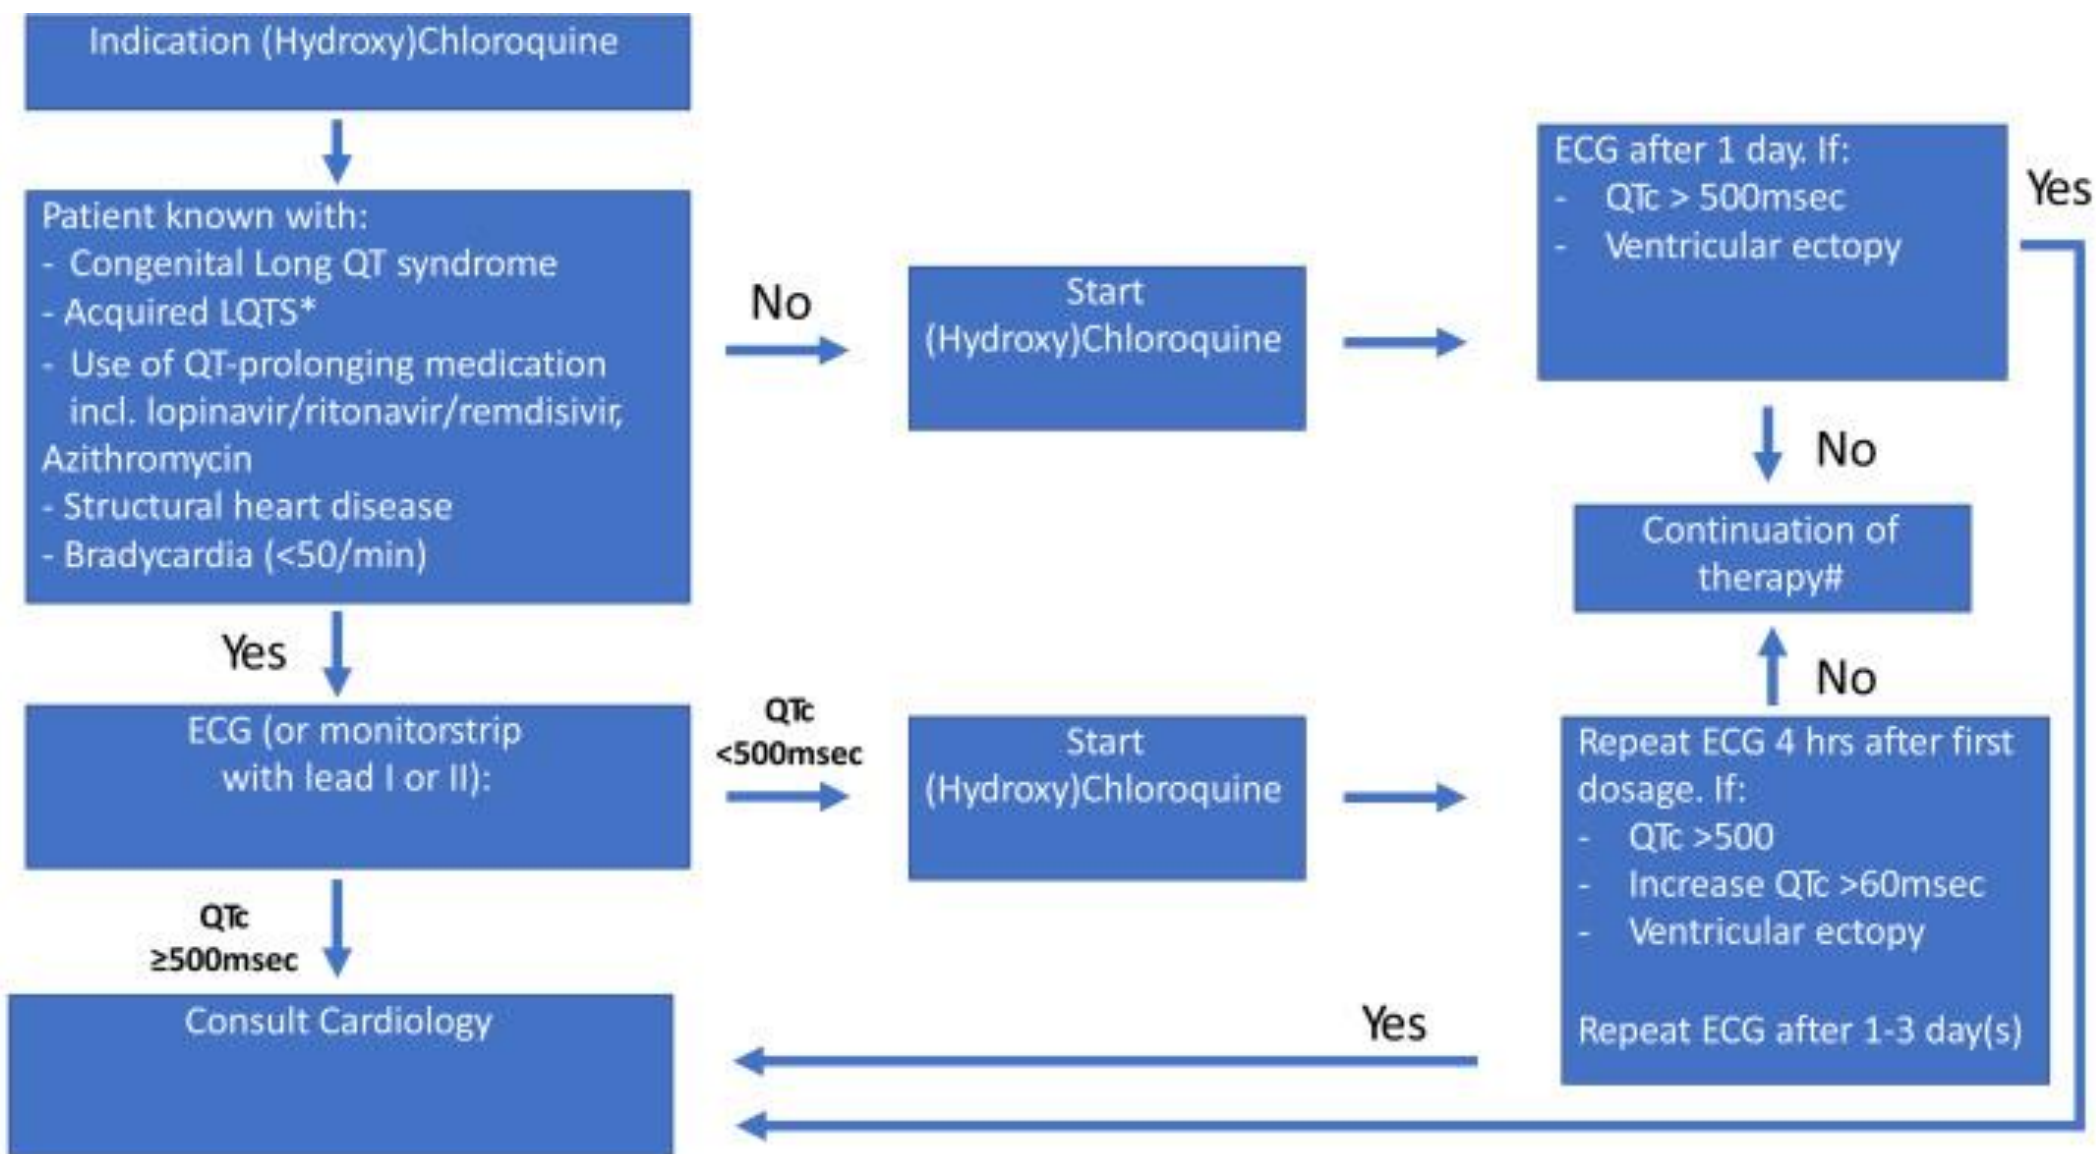 Indication (Hydroxy)Chloroquine
Patient known with:
- Congenital Long QT syndrome
- Acquired LQTS*
- Use of QT-prolonging medication
incl. lopinavir/ritonavir/remdisivir,
Azithromycin
- Structural heart disease
- Bradycardia (<50/min)
No
Start
(Hydroxy)Chloroquine
ECG after 1 day. If:
- QTc > 500msec
- Ventricular ectopy
Yes
No
Continuation of
therapy#
Yes
ECG (or monitorstrip
with lead I or II):
QTc
<500msec
Start
(Hydroxy)Chloroquine
No
Repeat ECG 4 hrs after first
dosage. If:
- QTc >500
- Increase QTc >60msec
- Ventricular ectopy
Repeat ECG after 1-3 day(s)
QTc
≥500msec
Consult Cardiology
Yes